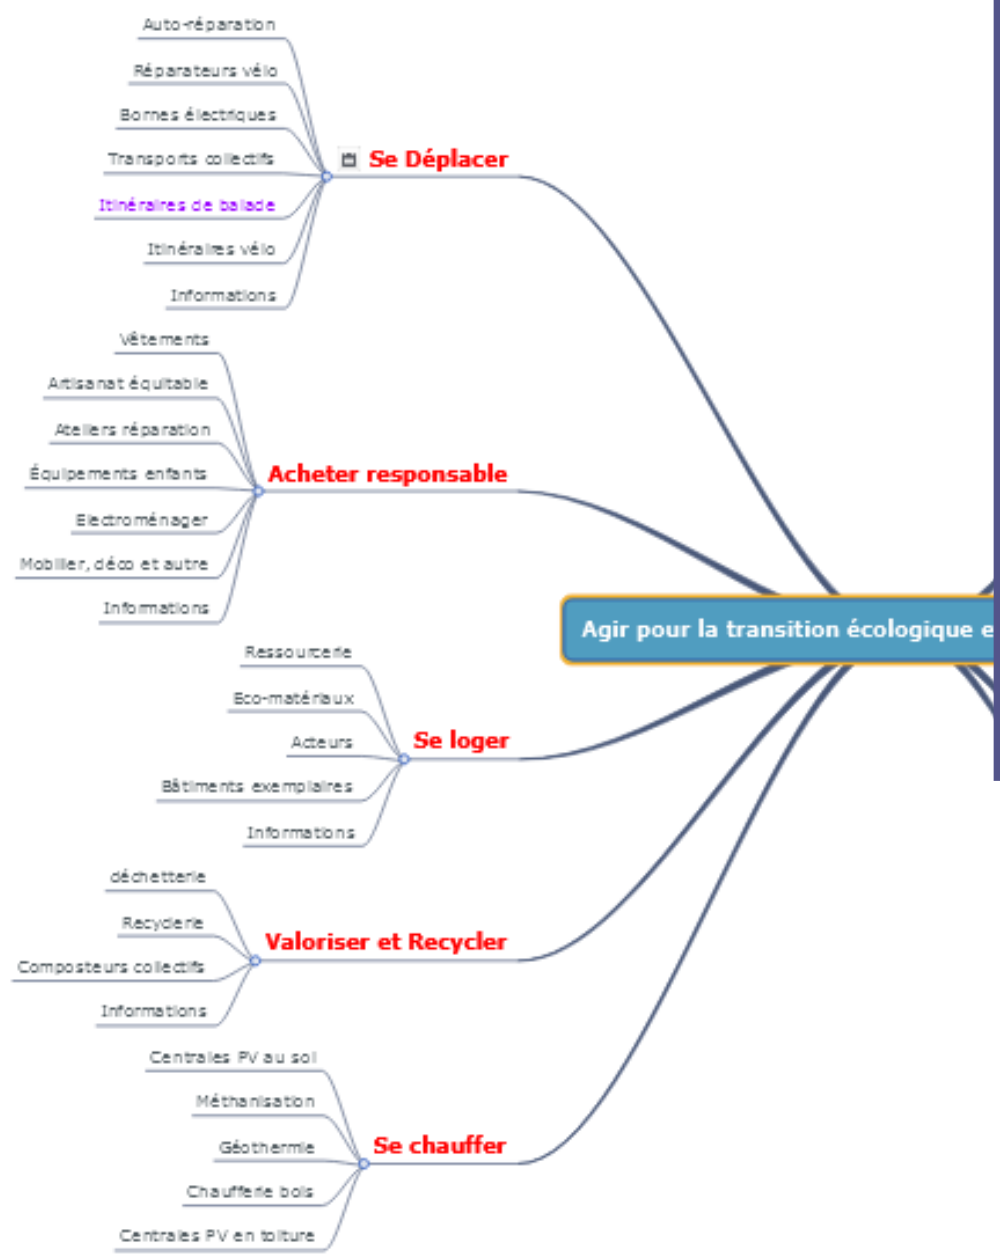 Auto-réparation
Réparateurs vélo
Bornes électriques
Transports collectifs
Itinéraires de balade
Itinéraires vélo
Informations
Se Déplacer
Vêtements
Artisanat équitable
Ateliers réparation
Équipements enfants
Electroménager
Mobilier, déco et autre
Informations
Acheter responsable
Agir pour la transition écologique e
Ressourcerie
Eco-matériaux
Acteurs
Bâtiments exemplaires
Informations
Se loger
déchetterie
Recyclerie
Composteurs collectifs
Informations
Valoriser et Recycler
Centrales PV au sol
Méthanisation
Géothermie
Chaufferie bois
Centrales PV en toiture
Se chauffer